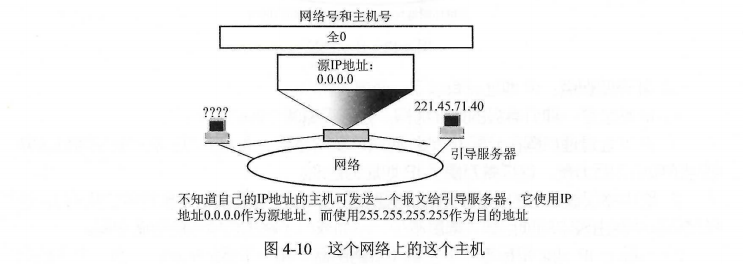 网络号和主机号
全0
源IP地址：
0.0.0.0
????
221.45.71.40
网络
引导服务器
不知道自己的IP地址的主机可发送一个报文给引导服务器，它使用IP
地址0.0.0.0作为源地址，而使用255.255.255.255作为目的地址
图 4-10 这个网络上的这个主机